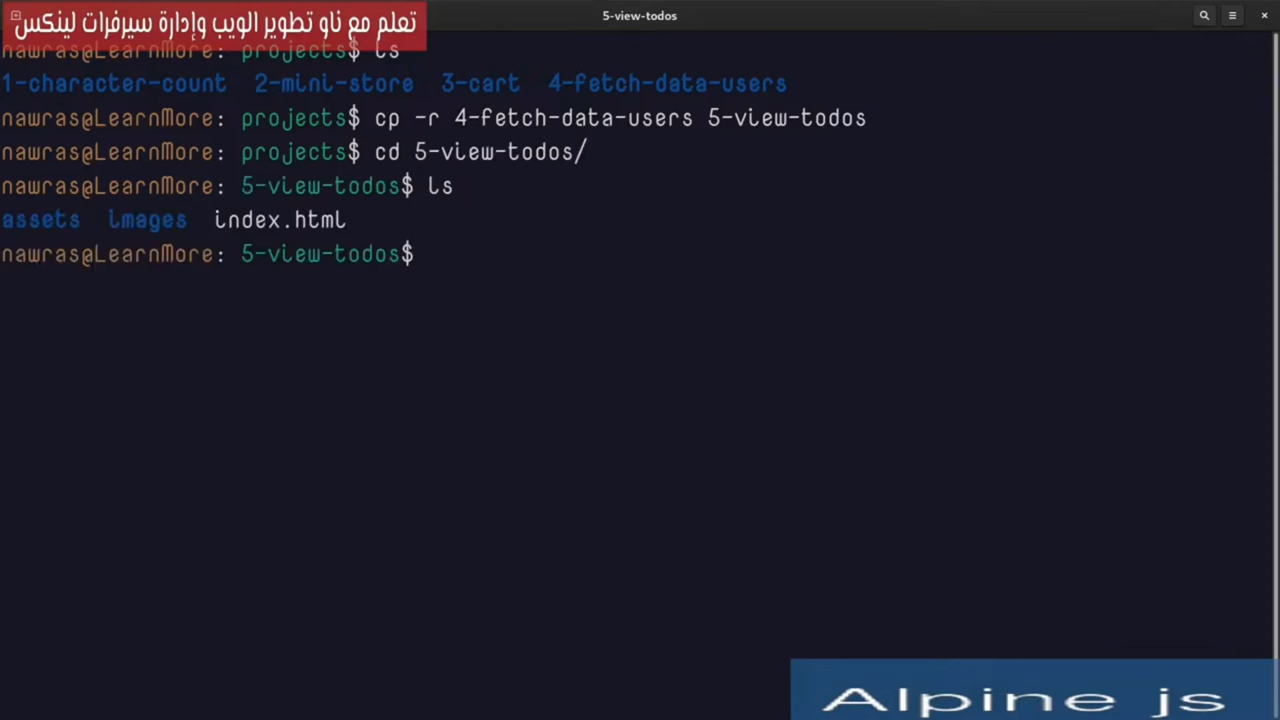 تعلم مع ناو تطوير الويب وإدارة سيرفرات لينكس
5-view-todos
nawras@LearnMore: projects$ ls
1-character-count 2-mini-store 3-cart 4-fetch-data-users
nawras@LearnMore: projects$ cp -r 4-fetch-data-users 5-view-todos
nawras@LearnMore: projects$ cd 5-view-todos/
nawras@LearnMore: 5-view-todos$ ls
assets images index.html
nawras@LearnMore: 5-view-todos$
Alpine js